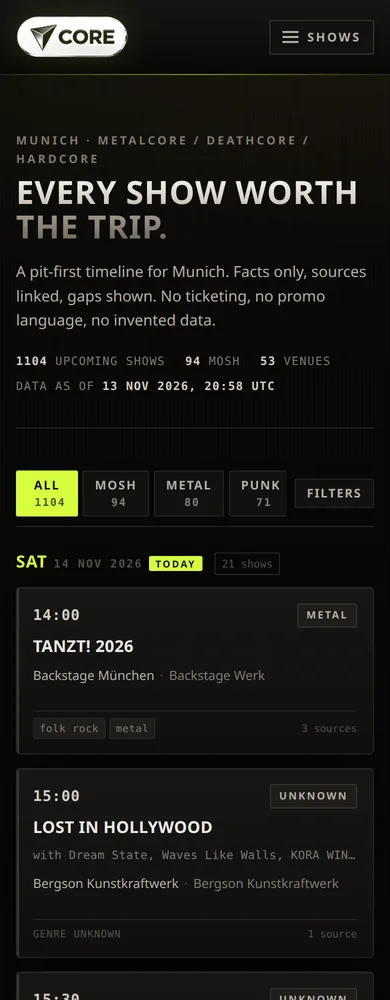 CORE
SHOWS
MUNICH · METALCORE / DEATHCORE /
HARDCORE
EVERY SHOW WORTH
THE TRIP.
A pit-first timeline for Munich. Facts only, sources
linked, gaps shown. No ticketing, no promo
language, no invented data.
1104 UPCOMING SHOWS 94 MOSH 53 VENUES
DATA AS OF 13 NOV 2026, 20:58 UTC
ALL MOSH METAL PUNK FILTERS
1104 94 80 71
SAT 14 NOV 2026 TODAY 21 shows
14:00 METAL
TANZT! 2026
Backstage München · Backstage Werk
folk rock metal 3 sources
15:00 UNKNOWN
LOST IN HOLLYWOOD
with Dream State, Waves Like Walls, KORA WIN…
Bergson Kunstkraftwerk · Bergson Kunstkraftwerk
GENRE UNKNOWN 1 source
15:30 UNKNOWN